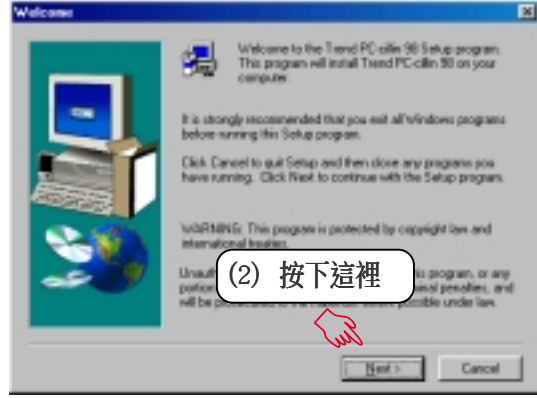 Welcome
Welcome to the Trend PC-cillin 98 Setup program.
This program will install Trend PC-cillin 98 on your
computer.
It is strongly recommended that you exit all Windows programs
before running this Setup program.
Click Cancel to quit Setup and then close any programs you
have running. Click Next to continue with the Setup program.
WARNING: This program is protected by copyright law and
international treaties.
(2) 按下這裡
is program, or any
portion
penalties, and
will be possible under law.
Next >
Cancel